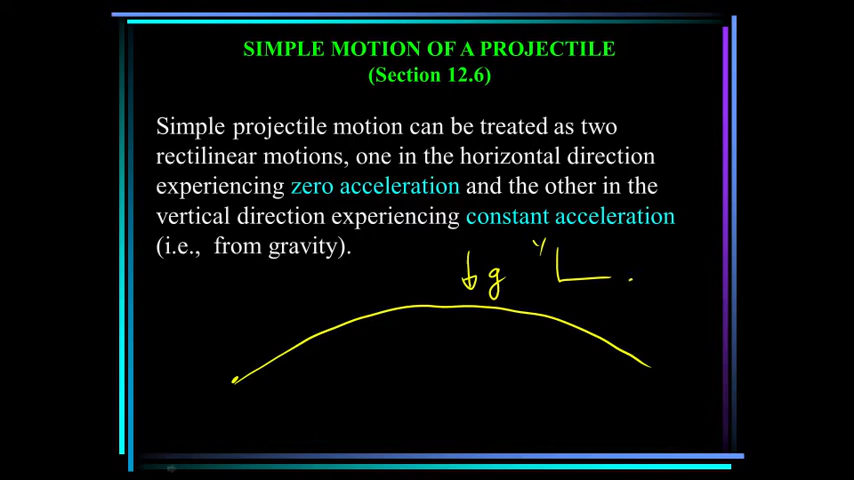 SIMPLE MOTION OF A PROJECTILE
(Section 12.6)
Simple projectile motion can be treated as two
rectilinear motions, one in the horizontal direction
experiencing zero acceleration and the other in the
vertical direction experiencing constant acceleration
(i.e., from gravity).
g
y